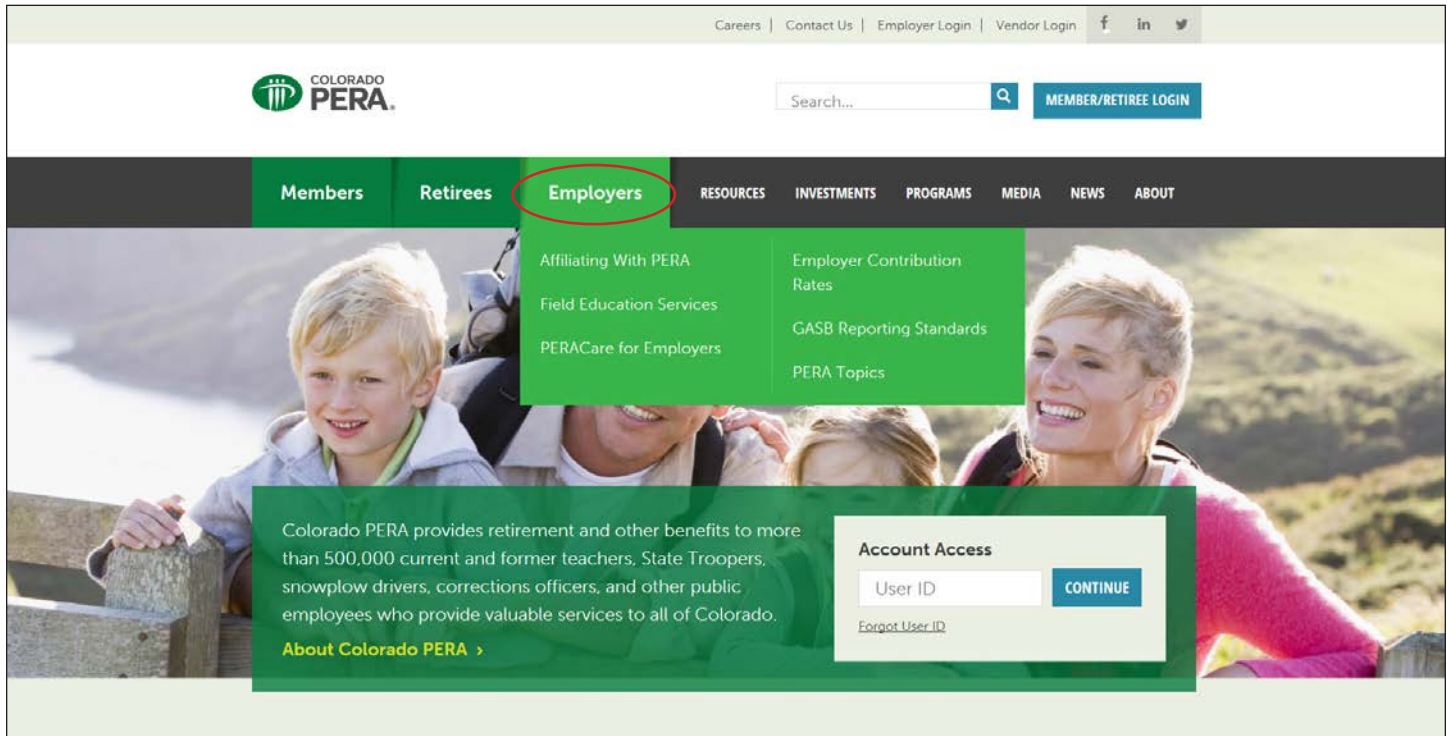 Careers | Contact Us | Employer Login | Vendor Login f in
COLORADO
PERA®
Search...
MEMBER/RETIREE LOGIN
Members Retirees Employers RESOURCES INVESTMENTS PROGRAMS MEDIA NEWS ABOUT
Affiliating With PERA
Field Education Services
PERACare for Employers
Employer Contribution
Rates
GASB Reporting Standards
PERA Topics
Colorado PERA provides retirement and other benefits to more
than 500,000 current and former teachers, State Troopers,
snowplow drivers, corrections officers, and other public
employees who provide valuable services to all of Colorado.
About Colorado PERA ›
Account Access
User ID CONTINUE
Forgot User ID